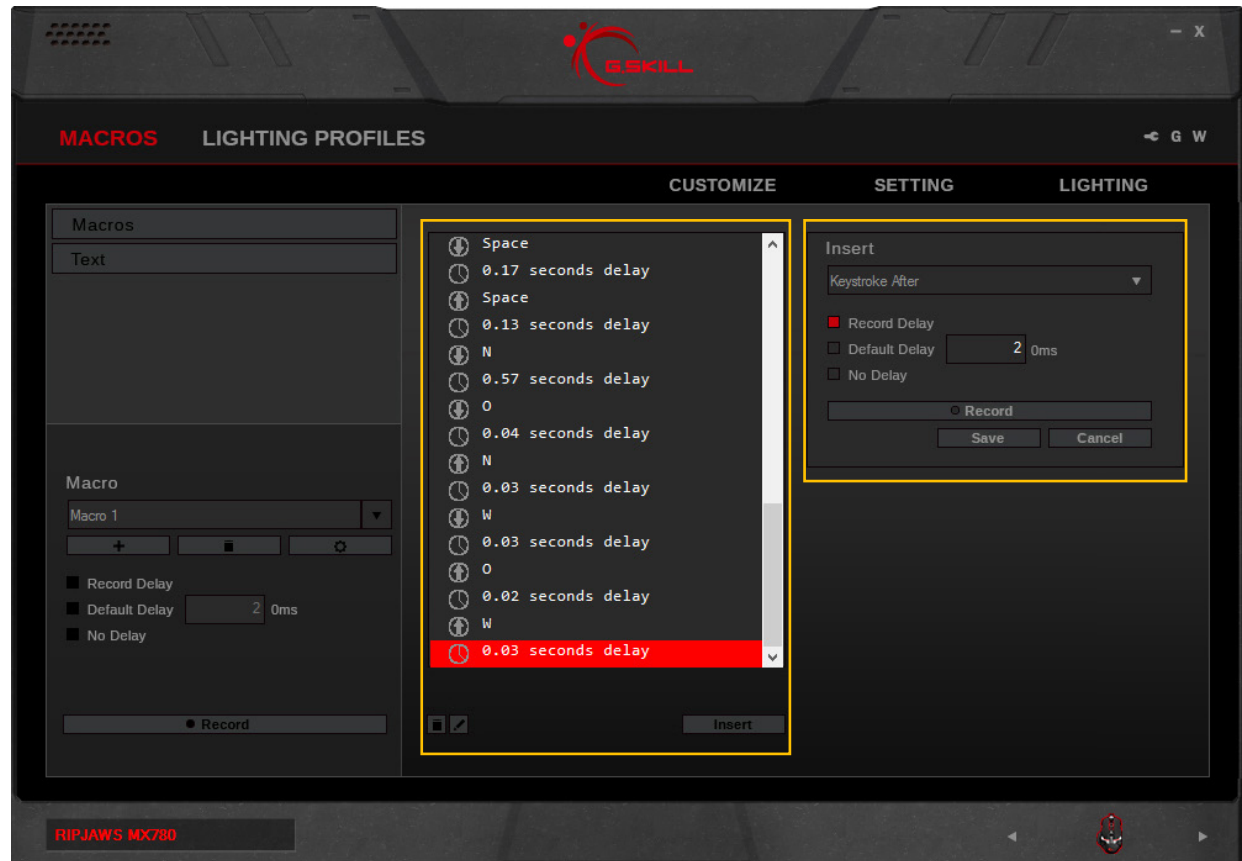 G.SKILL
- X
MACROS LIGHTING PROFILES
G W
CUSTOMIZE SETTING LIGHTING
Macros
Text
Macro
Macro 1
+
Record Delay
Default Delay 2 0ms
No Delay
Record
Space
0.17 seconds delay
Space
0.13 seconds delay
N
0.57 seconds delay
O
0.04 seconds delay
N
0.03 seconds delay
W
0.03 seconds delay
O
0.02 seconds delay
W
0.03 seconds delay
Insert
Insert
Keystroke After
Record Delay
Default Delay 2 0ms
No Delay
Record
Save Cancel
RIPJAWS MX780